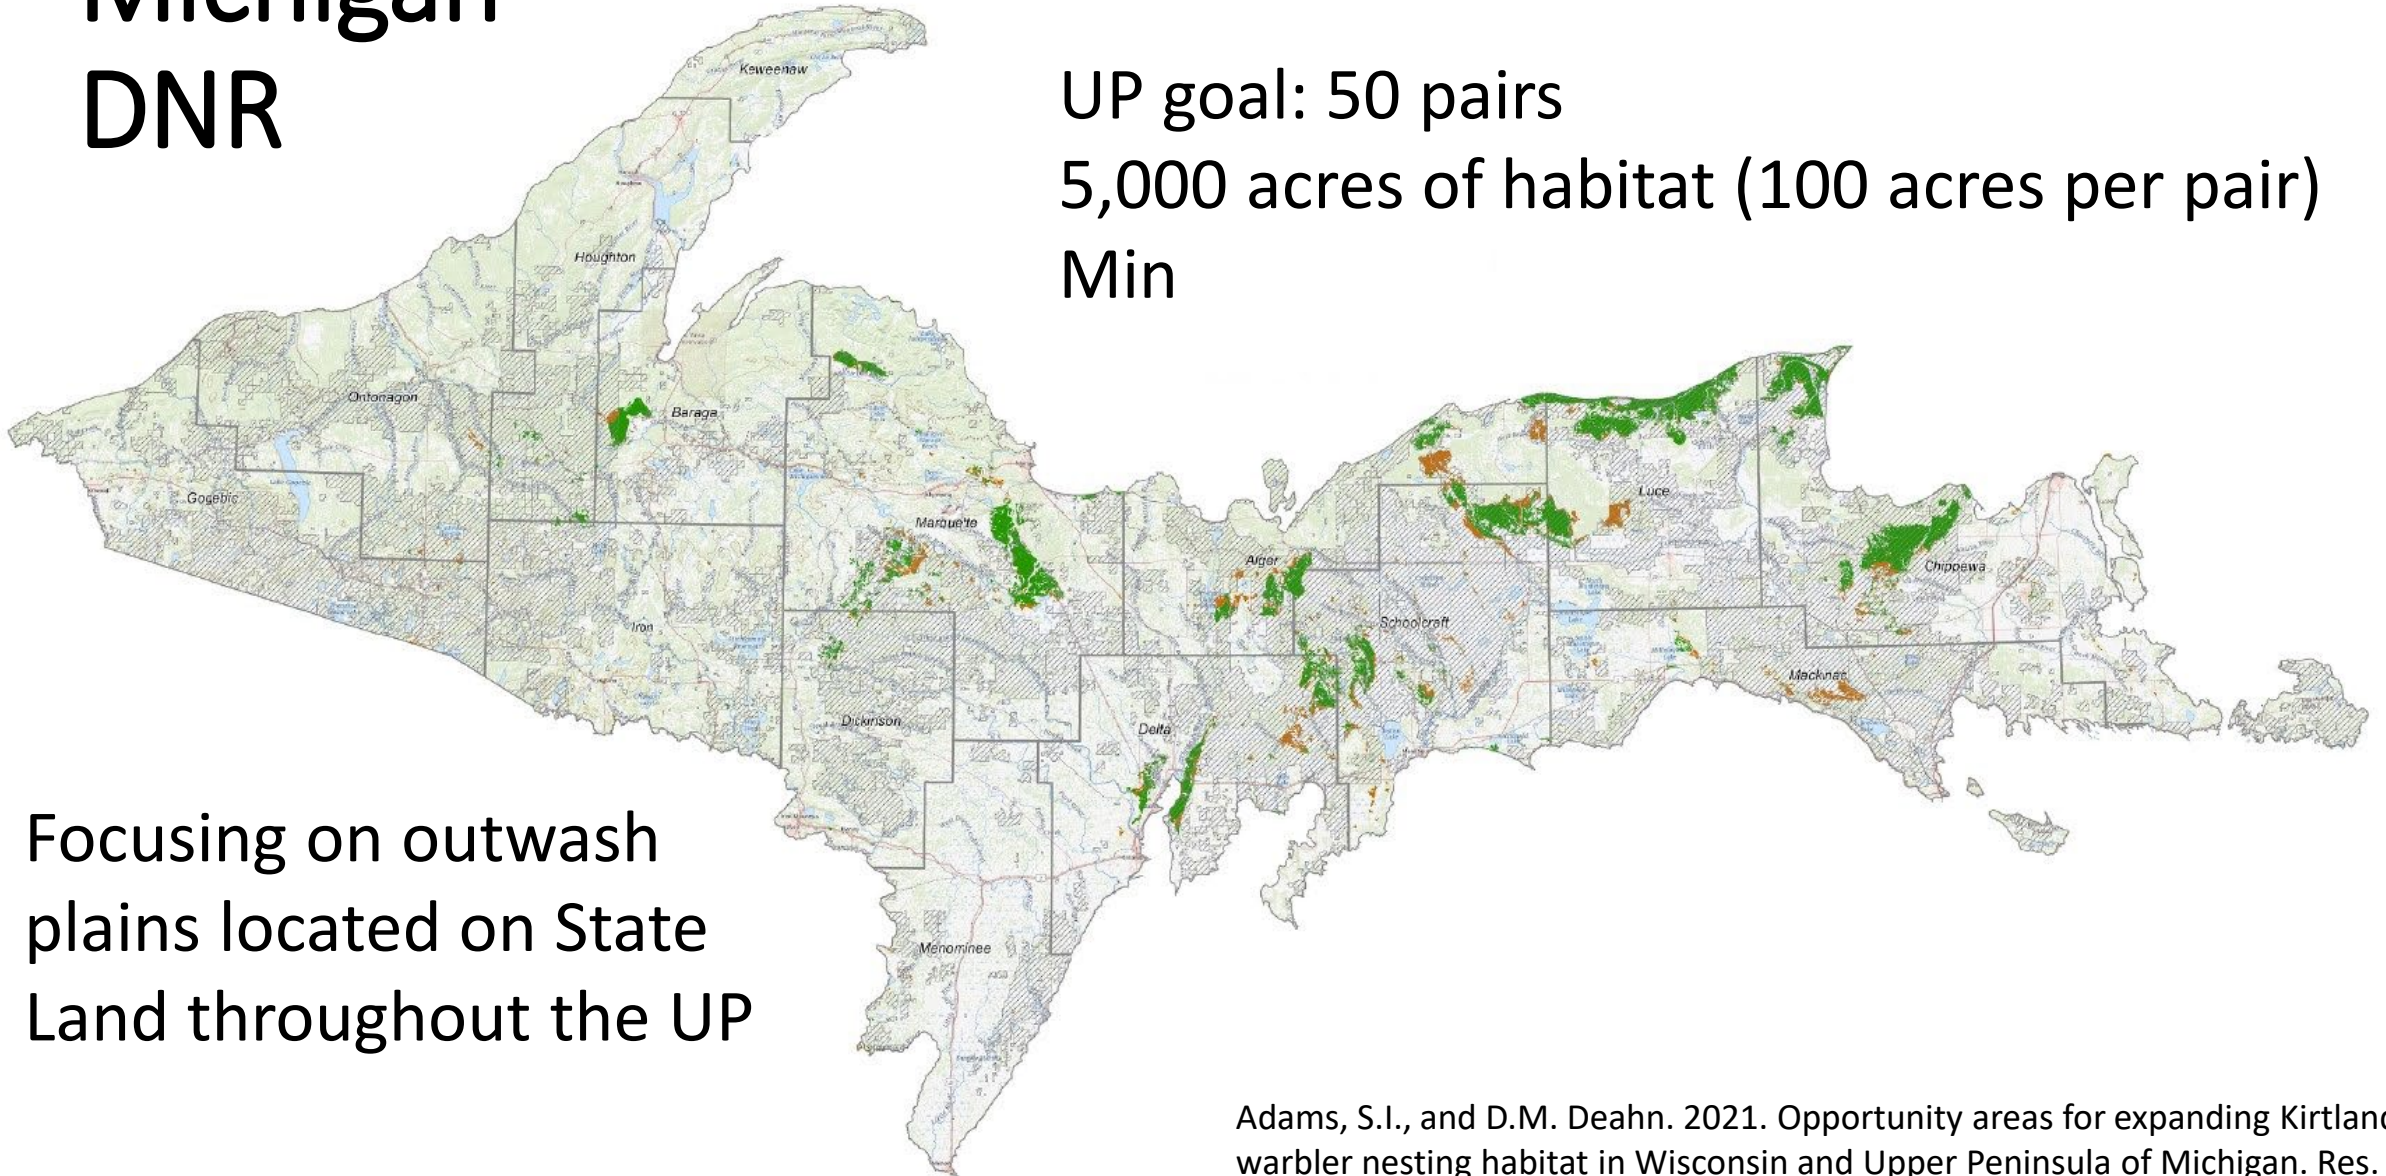 Michigan
DNR
UP goal: 50 pairs
5,000 acres of habitat (100 acres per pair)
Min
Keweenaw
Houghton
Ontonagon
Baraga
Gogebic
Marquette
Luce
Alger
Chippewa
Iron
Schoolcraft
Mackinac
Dickinson
Delta
Menominee
Focusing on outwash
plains located on State
Land throughout the UP
Adams, S.I., and D.M. Deahn. 2021. Opportunity areas for expanding Kirtland
warbler nesting habitat in Wisconsin and Upper Peninsula of Michigan. Res.